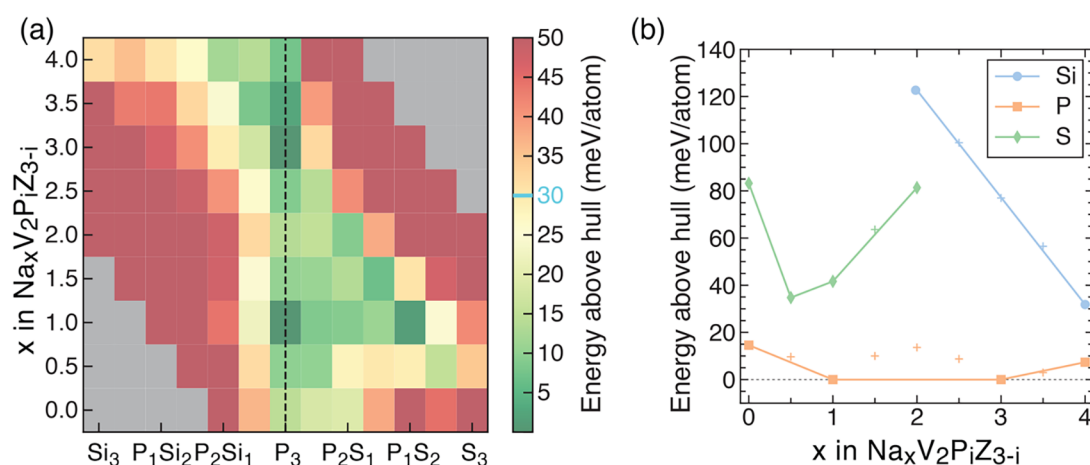 (a)
x in NaₓV₂PᵢZ₃₋ᵢ
4.0
3.5
3.0
2.5
2.0
1.5
1.0
0.5
0.0
Si₃ P₁Si₂ P₂Si₁ P₃ P₂S₁ P₁S₂ S₃
50
45
40
35
30
25
20
15
10
5
Energy above hull (meV/atom)
(b)
Energy above hull (meV/atom)
140
120
100
80
60
40
20
0
Si
P
S
0 1 2 3 4
x in NaₓV₂PᵢZ₃₋ᵢ